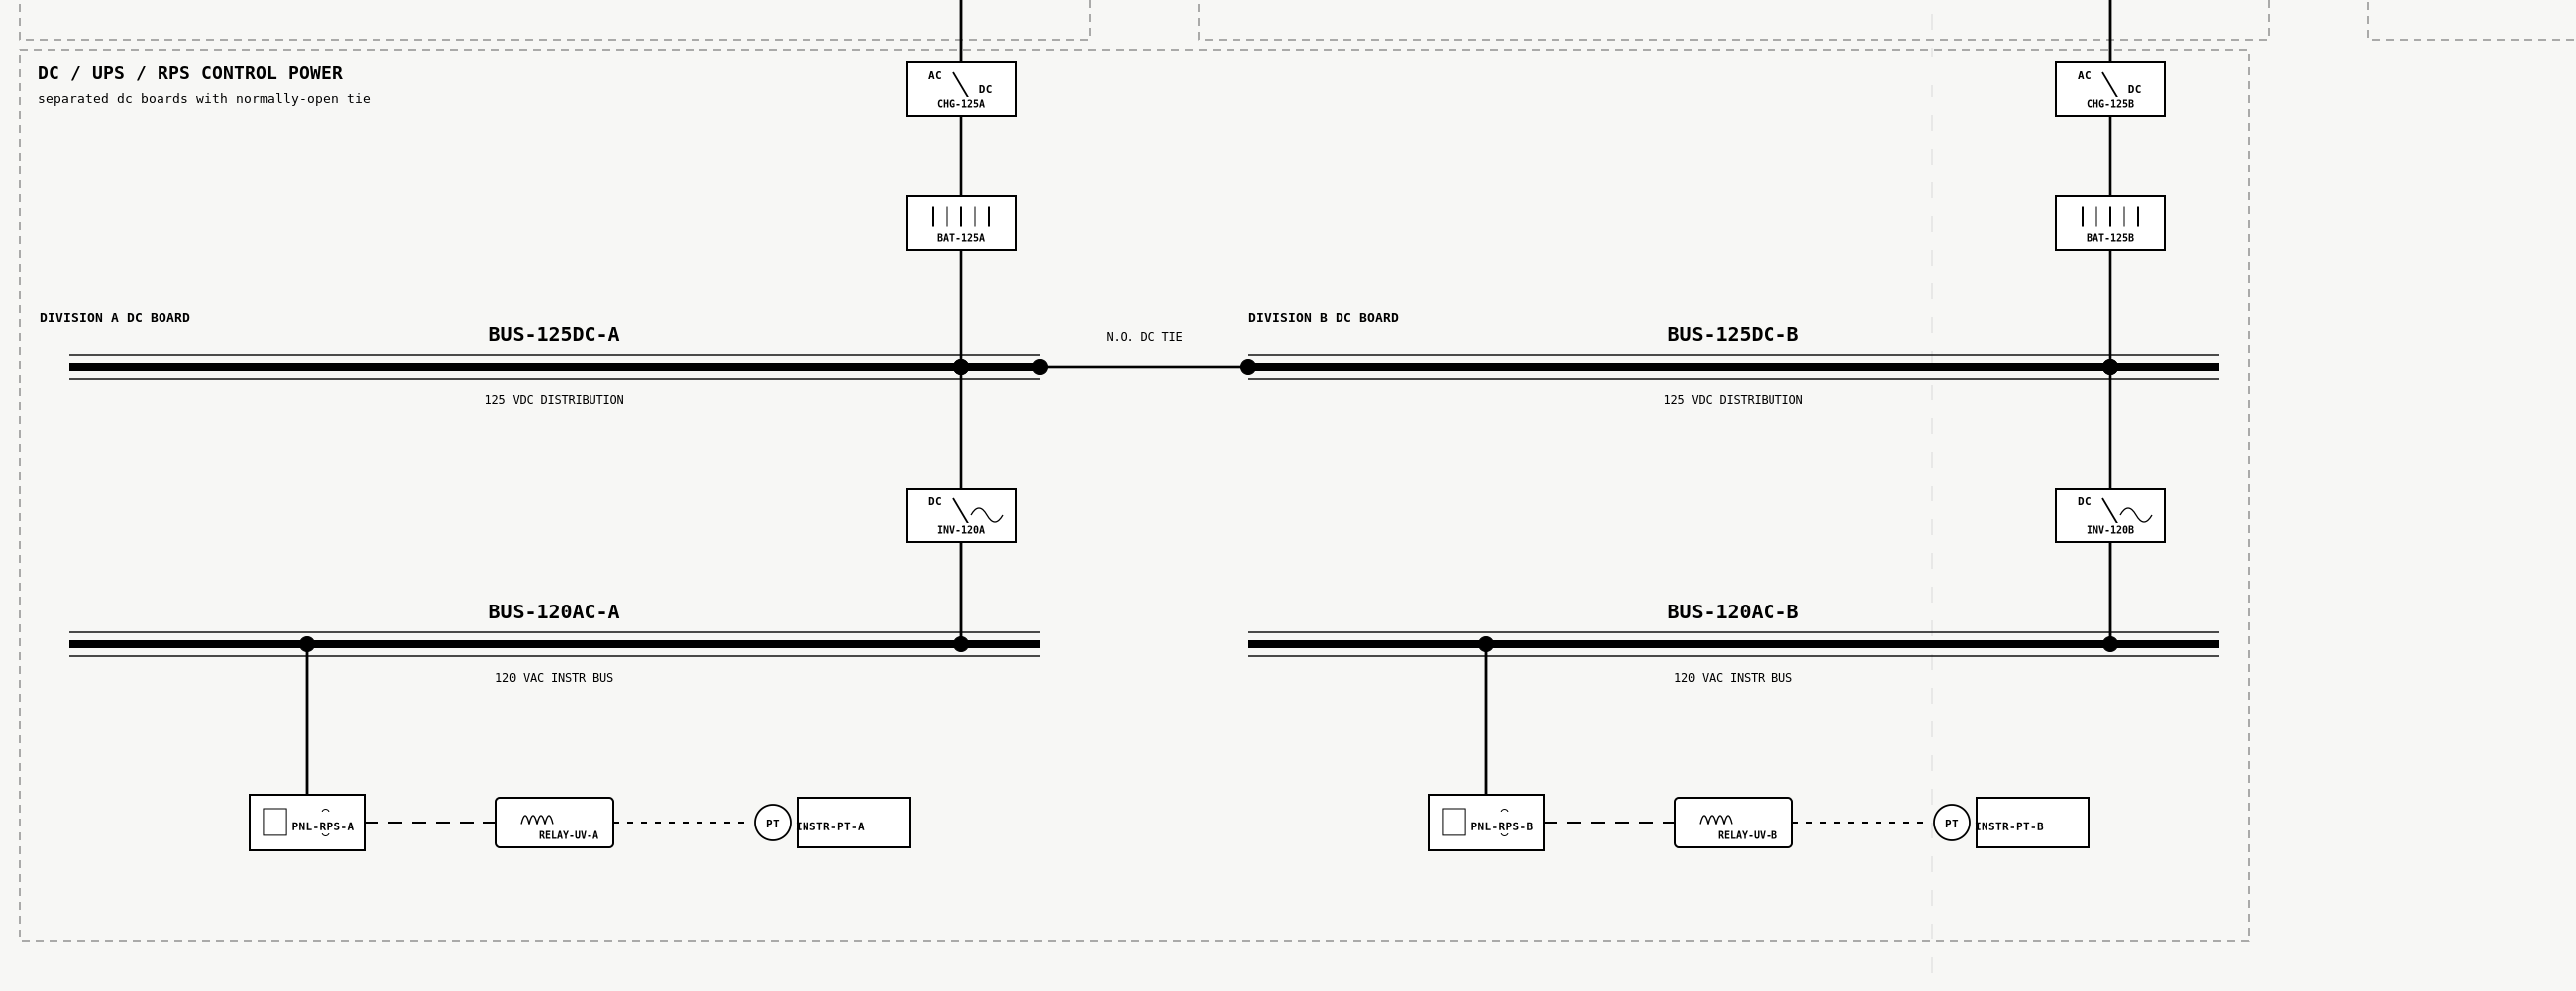 DC / UPS / RPS CONTROL POWER
separated dc boards with normally-open tie
AC
DC
CHG-125A
AC
DC
CHG-125B
BAT-125A
BAT-125B
DIVISION A DC BOARD
BUS-125DC-A
N.O. DC TIE
DIVISION B DC BOARD
BUS-125DC-B
125 VDC DISTRIBUTION
125 VDC DISTRIBUTION
DC
INV-120A
DC
INV-120B
BUS-120AC-A
BUS-120AC-B
120 VAC INSTR BUS
120 VAC INSTR BUS
PNL-RPS-A
RELAY-UV-A
PT
INSTR-PT-A
PNL-RPS-B
RELAY-UV-B
PT
INSTR-PT-B